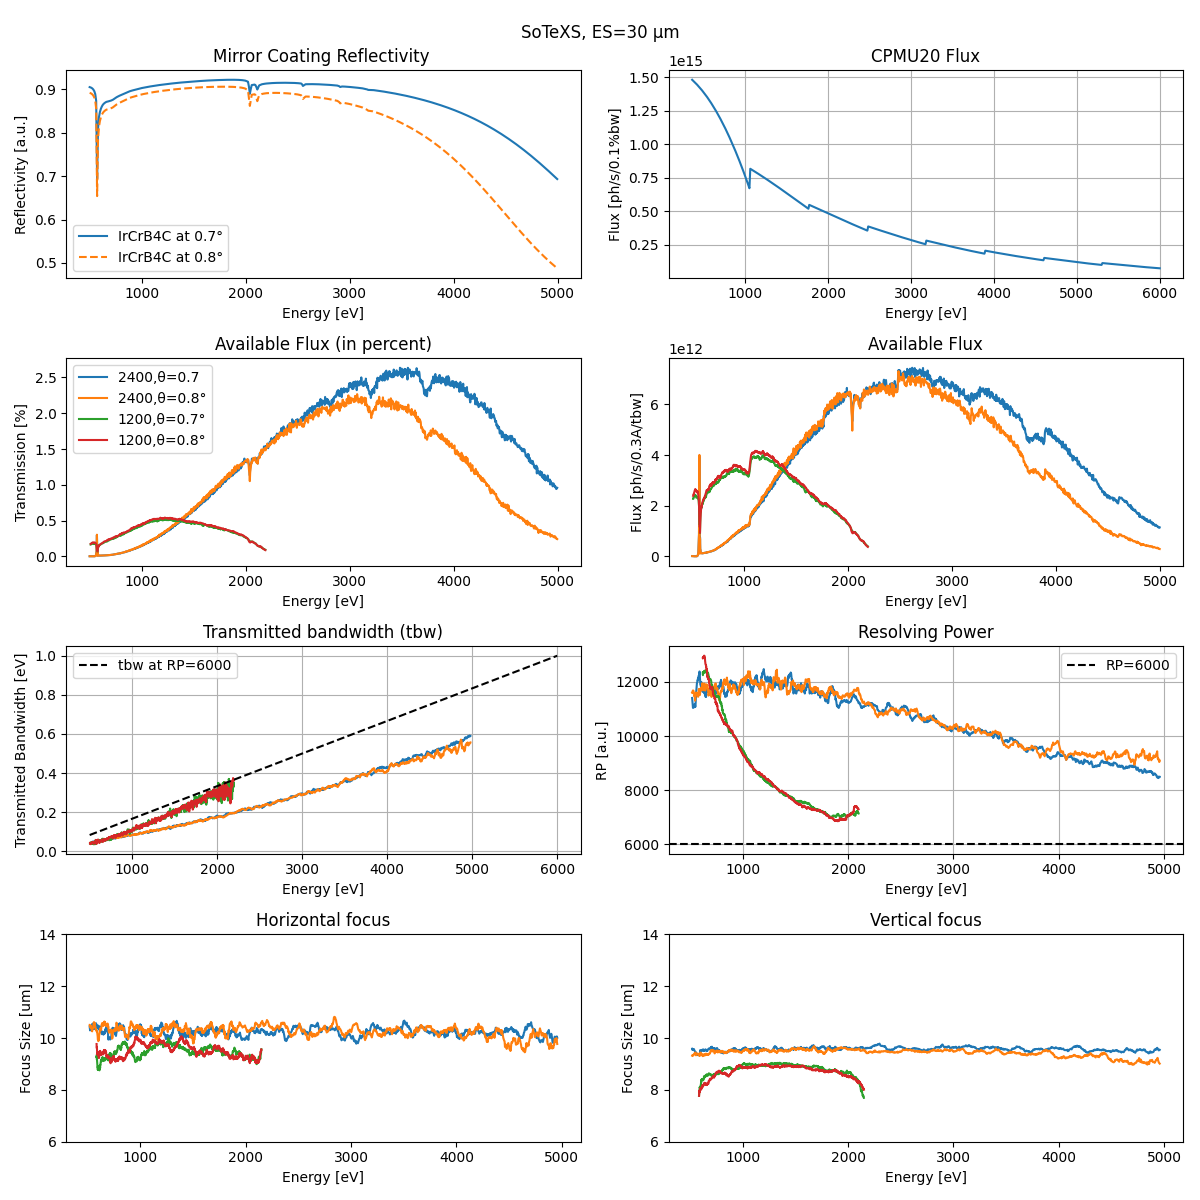 SoTeXS, ES=30 μm
Mirror Coating Reflectivity
Reflectivity [a.u.]
0.9
0.8
0.7
0.6
0.5
IrCrB4C at 0.7°
IrCrB4C at 0.8°
1000 2000 3000 4000 5000
Energy [eV]
CPMU20 Flux
1e15
Flux [ph/s/0.1%bw]
1.50
1.25
1.00
0.75
0.50
0.25
1000 2000 3000 4000 5000 6000
Energy [eV]
Available Flux (in percent)
Transmission [%]
2.5
2.0
1.5
1.0
0.5
0.0
2400,θ=0.7
2400,θ=0.8°
1200,θ=0.7°
1200,θ=0.8°
1000 2000 3000 4000 5000
Energy [eV]
Available Flux
1e12
Flux [ph/s/0.3A/tbw]
6
4
2
0
1000 2000 3000 4000 5000
Energy [eV]
Transmitted bandwidth (tbw)
Transmitted Bandwidth [eV]
1.0
0.8
0.6
0.4
0.2
0.0
tbw at RP=6000
1000 2000 3000 4000 5000 6000
Energy [eV]
Resolving Power
RP [a.u.]
12000
10000
8000
6000
RP=6000
1000 2000 3000 4000 5000
Energy [eV]
Horizontal focus
Focus Size [um]
14
12
10
8
6
1000 2000 3000 4000 5000
Energy [eV]
Vertical focus
Focus Size [um]
14
12
10
8
6
1000 2000 3000 4000 5000
Energy [eV]